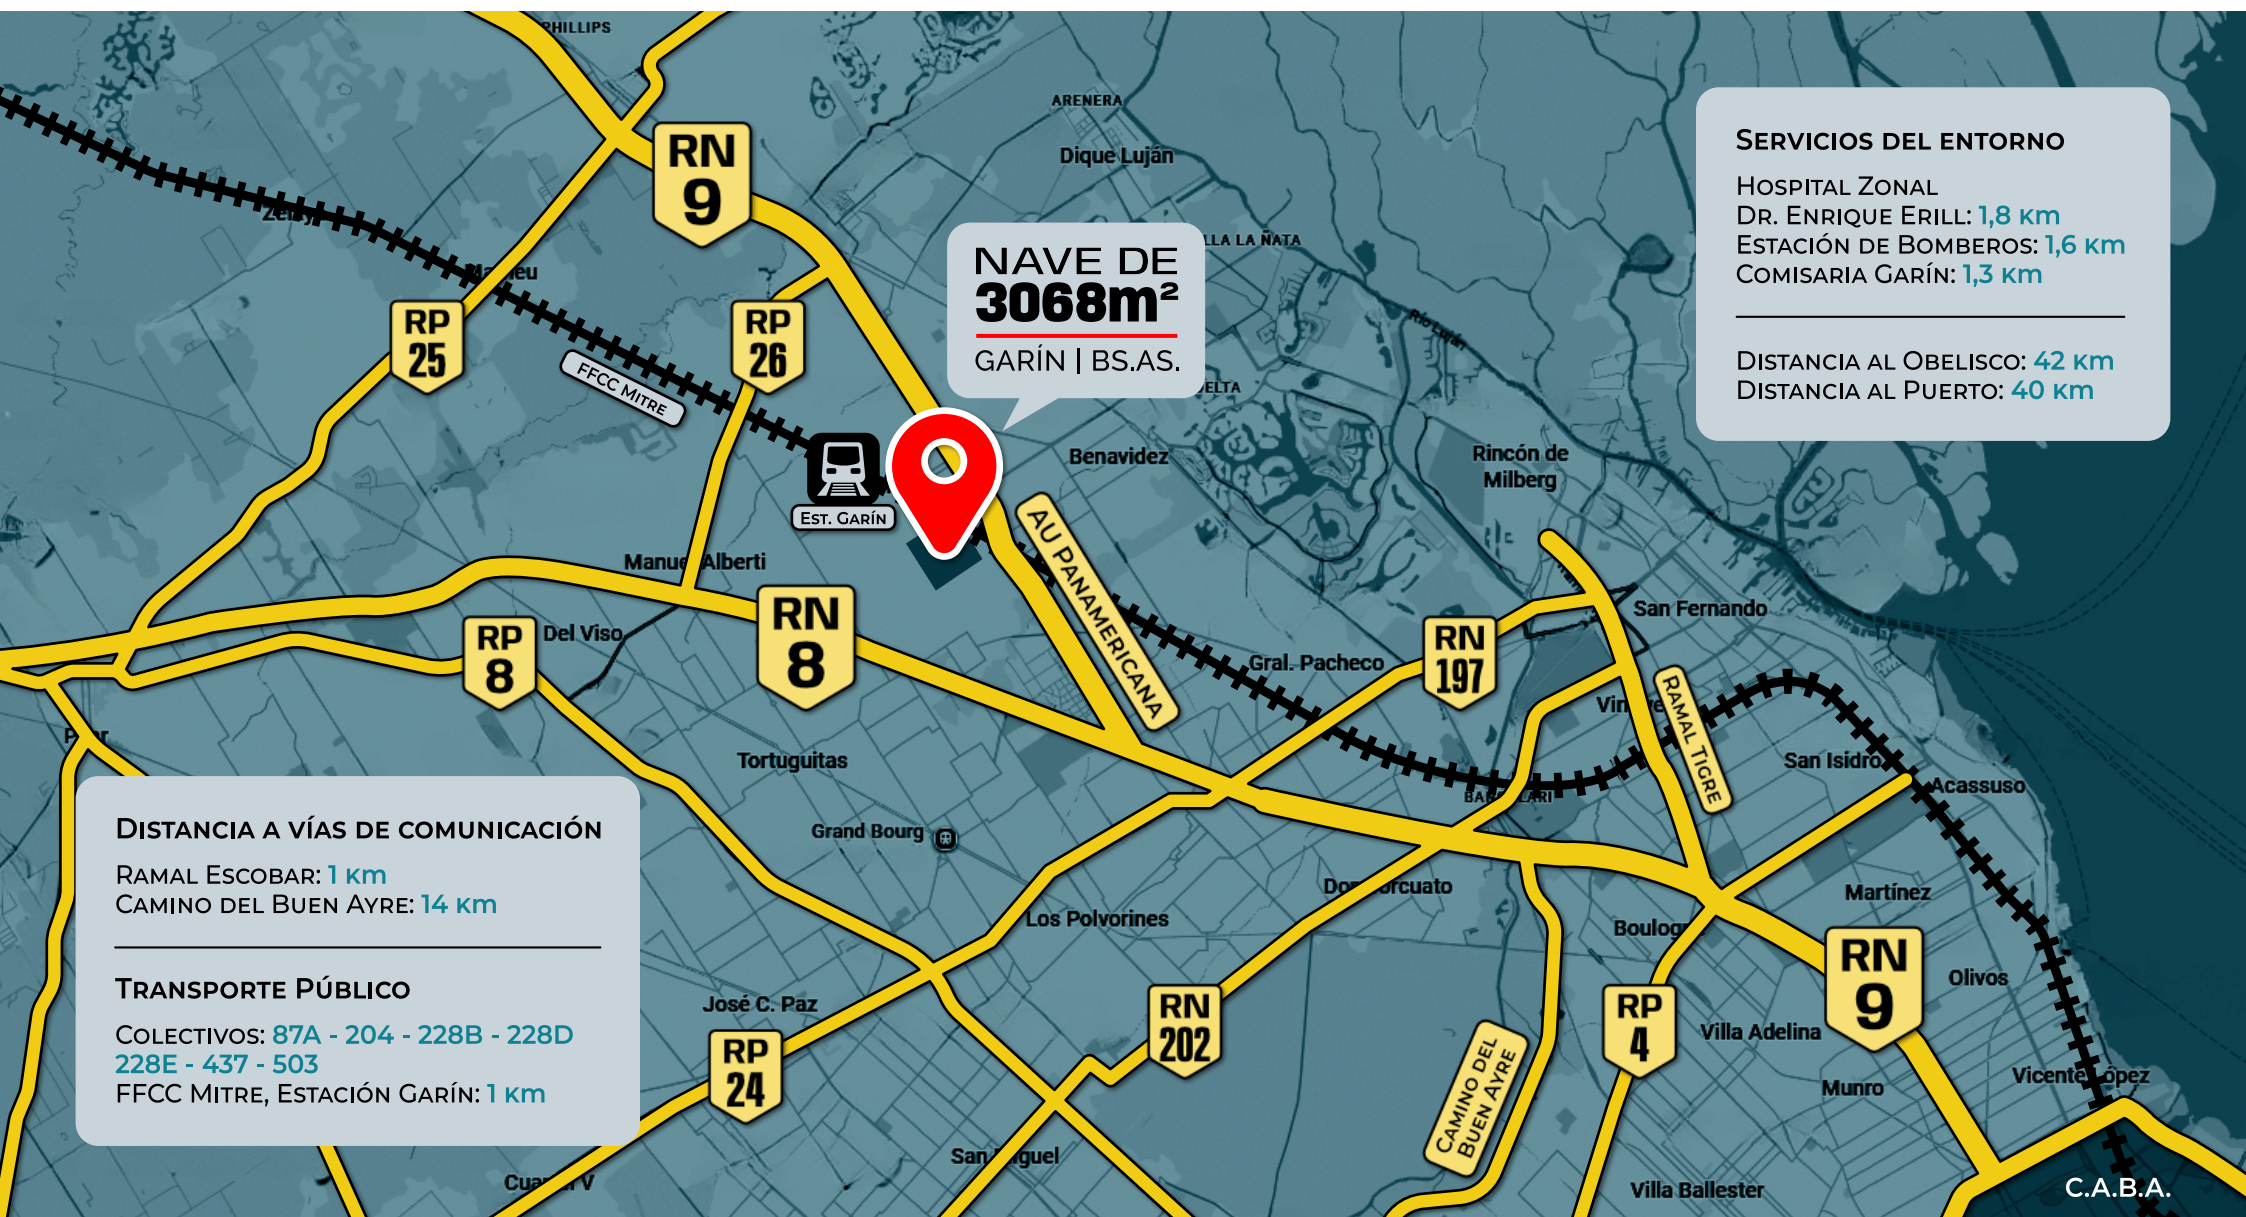 PHILLIPS
ARENERA
RN
9
Dique Luján
SERVICIOS DEL ENTORNO
HOSPITAL ZONAL
DR. ENRIQUE ERILL: 1,8 KM
ESTACIÓN DE BOMBEROS: 1,6 KM
COMISARIA GARÍN: 1,3 KM
DISTANCIA AL OBELISCO: 42 KM
DISTANCIA AL PUERTO: 40 KM
NAVE DE
3068m²
GARÍN | BS.AS.
LA ÑATA
RP
25
RP
26
FFCC MITRE
Río Luján
Benavidez
Rincón de
Milberg
EST. GARÍN
AU PANAMERICANA
Manuel Alberti
RN
8
RP
8
Del Viso
San Fernando
RN
197
Gral. Pacheco
RAMAL TIGRE
Tortuguitas
San Isidro
Acassuso
Grand Bourg
DISTANCIA A VÍAS DE COMUNICACIÓN
RAMAL ESCOBAR: 1 KM
CAMINO DEL BUEN AYRE: 14 KM
TRANSPORTE PÚBLICO
COLECTIVOS: 87A - 204 - 228B - 228D
228E - 437 - 503
FFCC MITRE, ESTACIÓN GARÍN: 1 KM
Martínez
Los Polvorines
RN
9
Olivos
José C. Paz
RP
24
RN
202
RP
4
Villa Adelina
CAMINO DEL
BUEN AYRE
Munro
Villa Ballester
C.A.B.A.